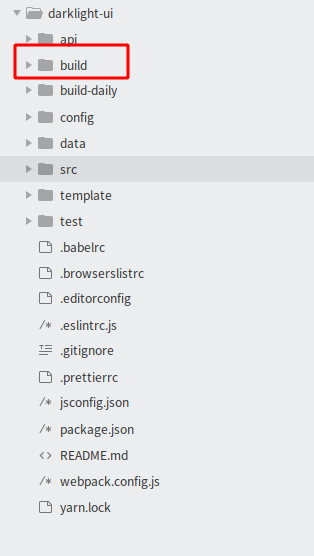 darklight-ui
api
build
build-daily
config
data
src
template
test
.babelrc
.browserslistrc
.editorconfig
.eslintrc.js
.gitignore
.prettierrc
jsconfig.json
package.json
README.md
webpack.config.js
yarn.lock